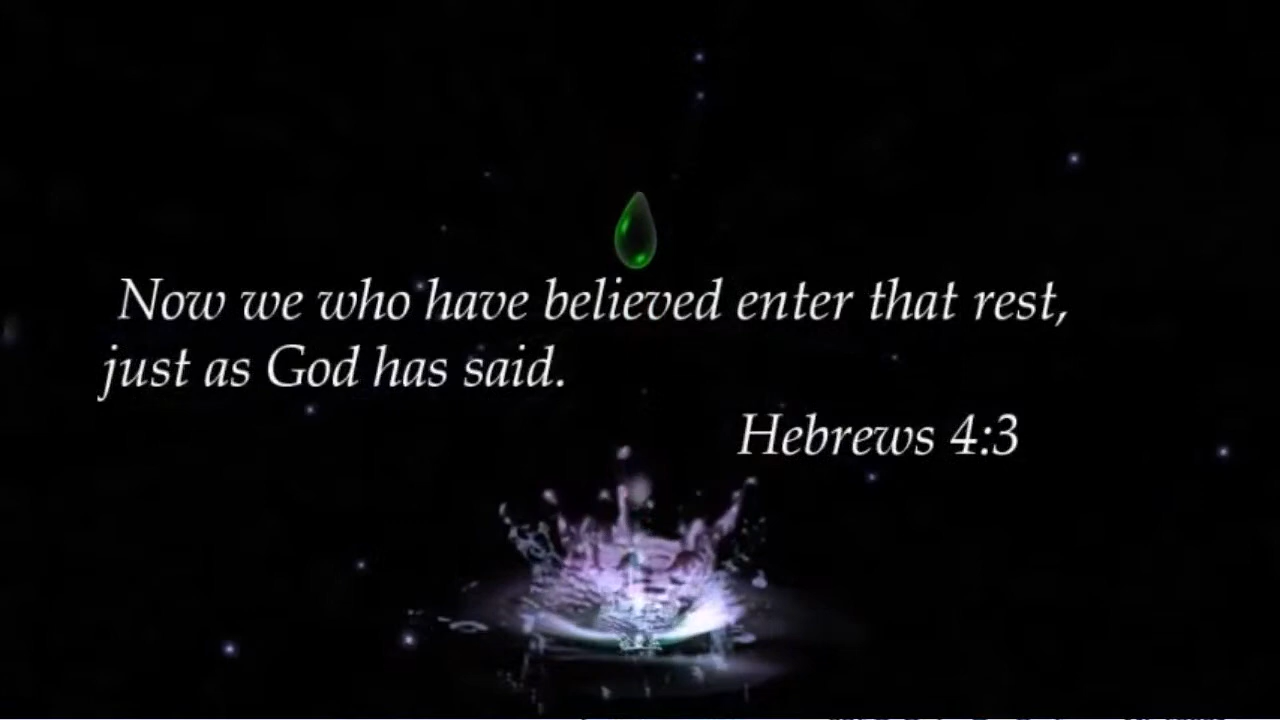 Now we who have believed enter that rest,
just as God has said.
Hebrews 4:3